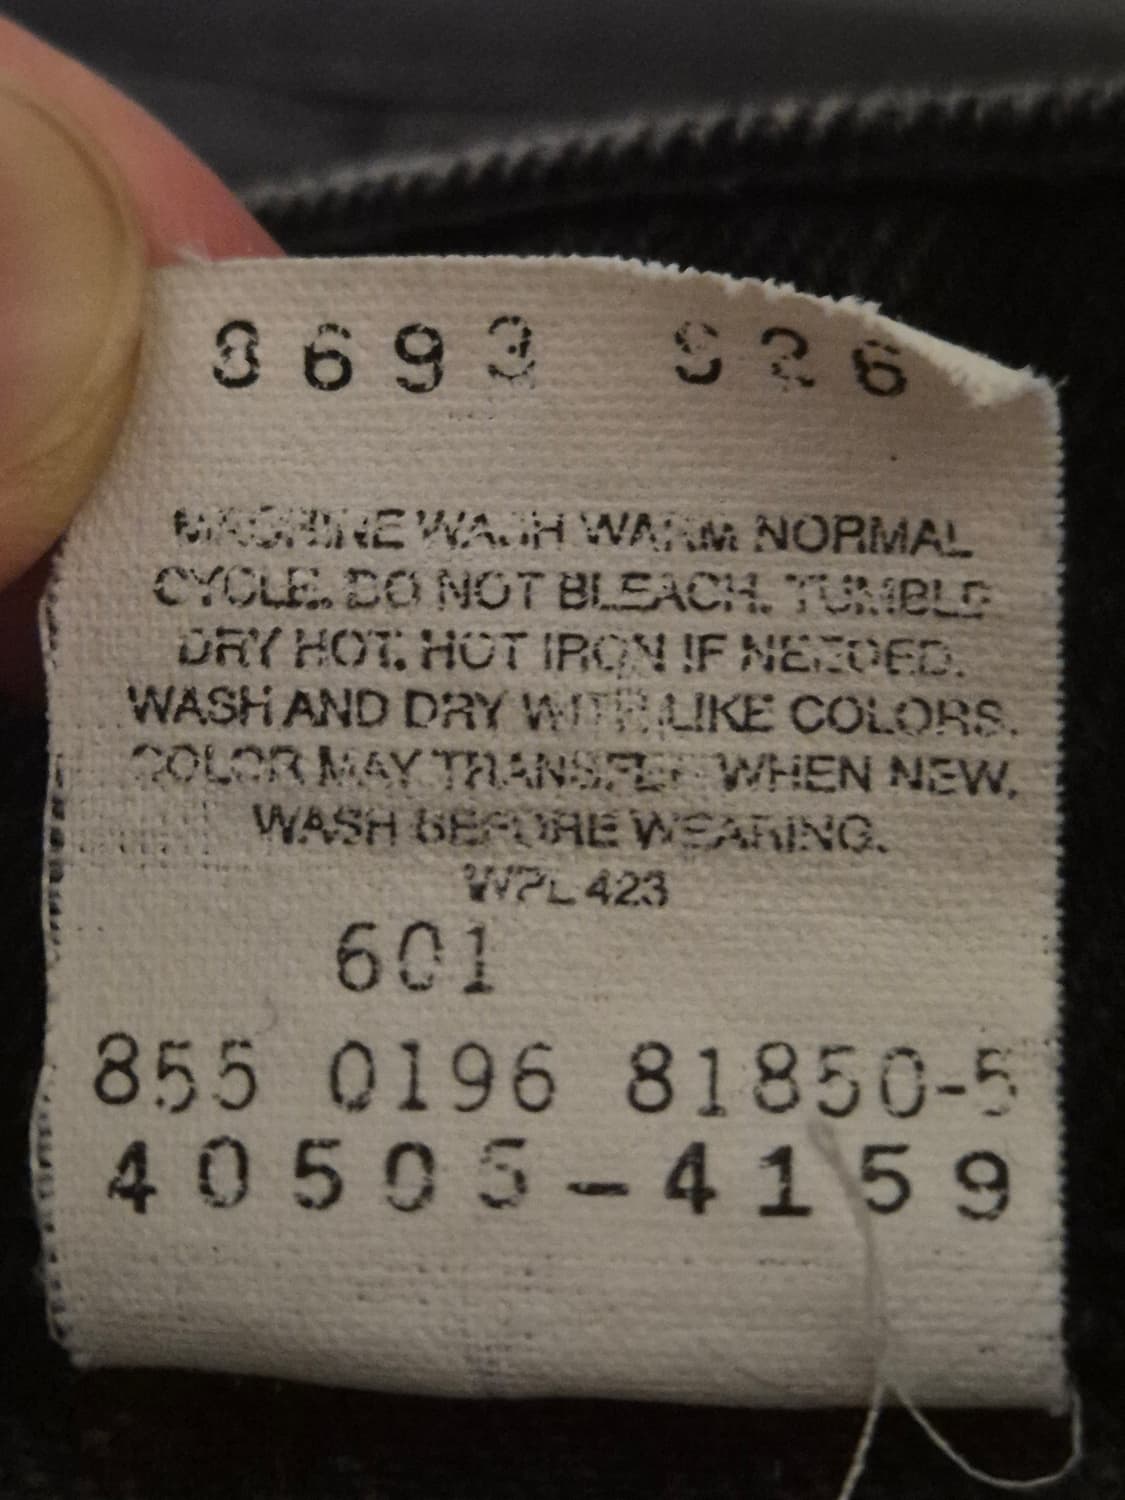 8693 S26
MACHINE WASH WARM NORMAL
CYCLE. DO NOT BLEACH. TUMBLE
DRY HOT. HOT IRON IF NEEDED.
WASH AND DRY WITH LIKE COLORS.
COLOR MAY TRANSFER WHEN NEW.
WASH BEFORE WEARING.
WPL 423
601
855 0196 81850-5
40505-4159